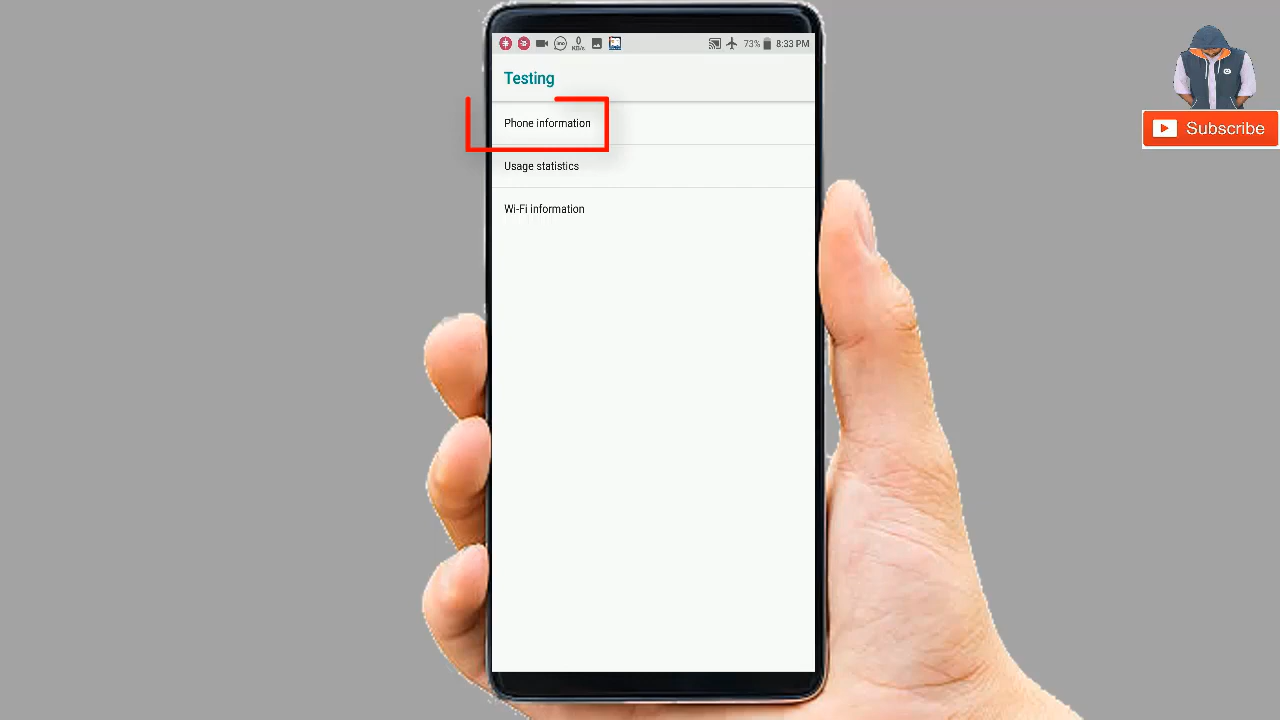 73% 8:33 PM
Testing
Phone information
Usage statistics
Wi-Fi information
Subscribe